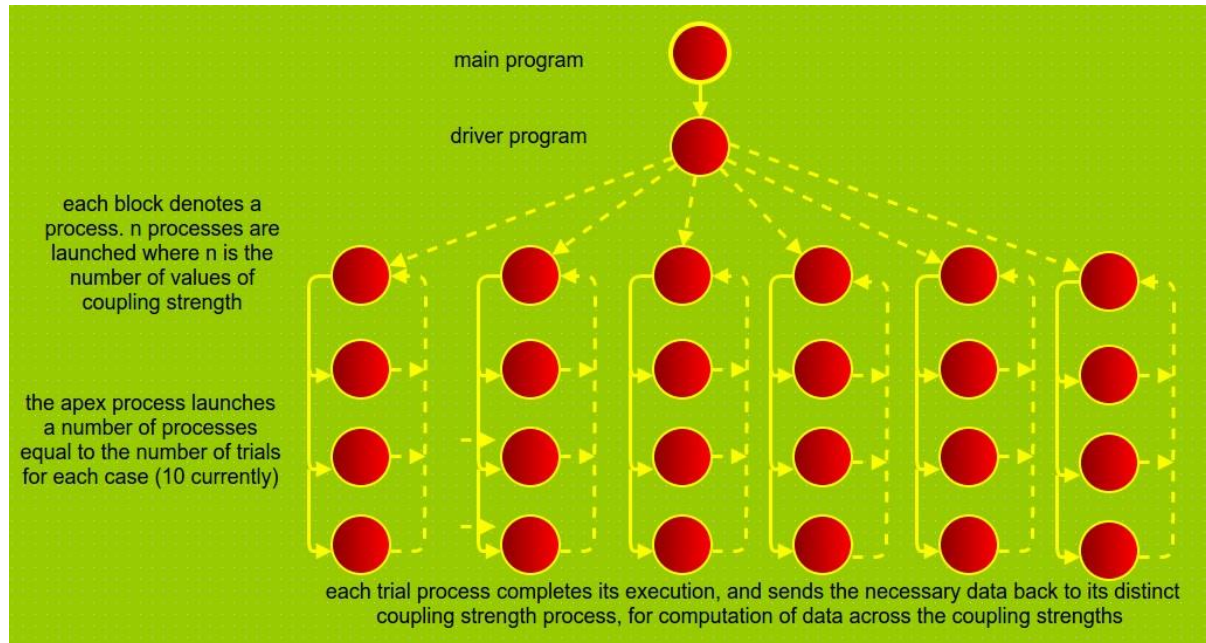 main program
driver program
each block denotes a
process. n processes are
launched where n is the
number of values of
coupling strength
the apex process launches
a number of processes
equal to the number of trials
for each case (10 currently)
each trial process completes its execution, and sends the necessary data back to its distinct
coupling strength process, for computation of data across the coupling strengths